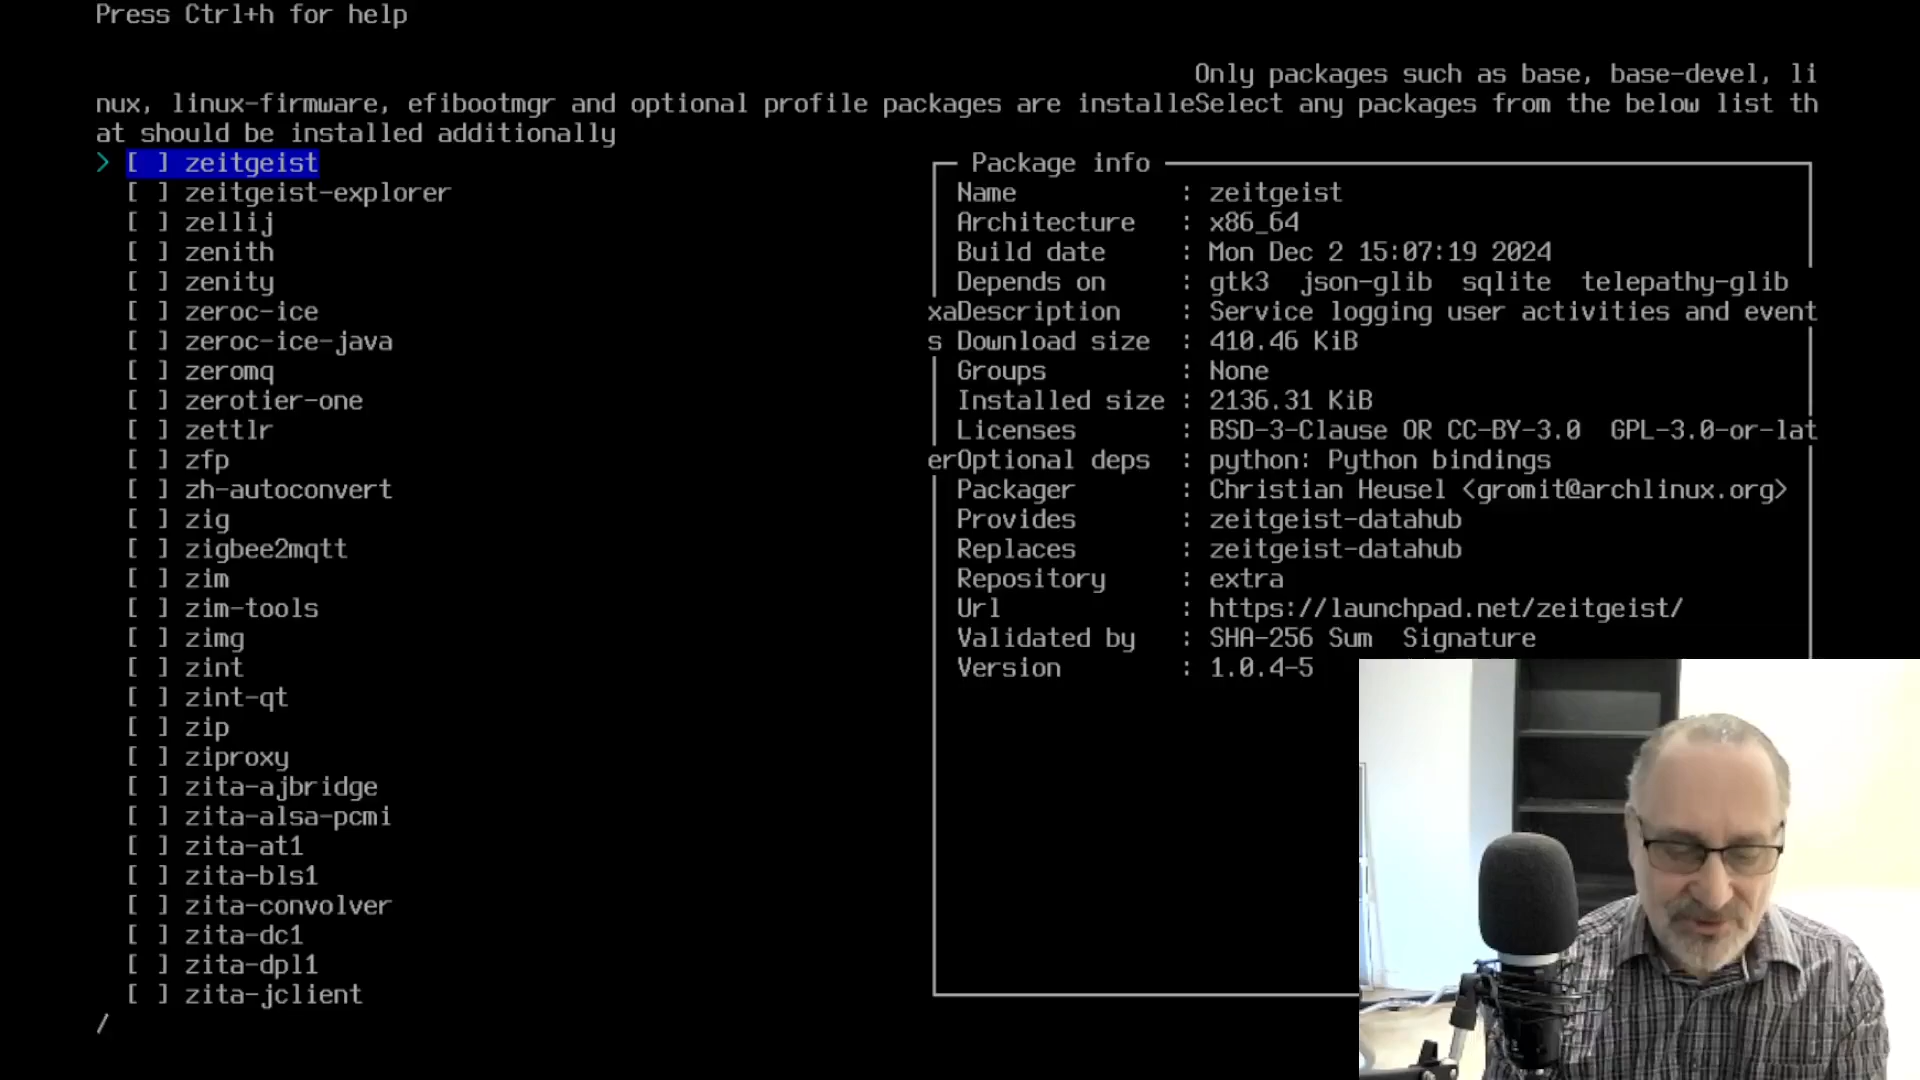 Press Ctrl+h for help
Only packages such as base, base-devel, li
nux, linux-firmware, efibootmgr and optional profile packages are installeSelect any packages from the below list th
at should be installed additionally
> [ ] zeitgeist
[ ] zeitgeist-explorer
[ ] zellij
[ ] zenith
[ ] zenity
[ ] zeroc-ice
[ ] zeroc-ice-java
[ ] zeromq
[ ] zerotier-one
[ ] zettlr
[ ] zfp
[ ] zh-autoconvert
[ ] zig
[ ] zigbee2mqtt
[ ] zim
[ ] zim-tools
[ ] zimg
[ ] zint
[ ] zint-qt
[ ] zip
[ ] ziproxy
[ ] zita-ajbridge
[ ] zita-alsa-pcmi
[ ] zita-at1
[ ] zita-bls1
[ ] zita-convolver
[ ] zita-dc1
[ ] zita-dpl1
[ ] zita-jclient
/
Package info
Name : zeitgeist
Architecture : x86_64
Build date : Mon Dec 2 15:07:19 2024
Depends on : gtk3 json-glib sqlite telepathy-glib
xaDescription : Service logging user activities and event
s Download size : 410.46 KiB
Groups : None
Installed size : 2136.31 KiB
Licenses : BSD-3-Clause OR CC-BY-3.0 GPL-3.0-or-lat
erOptional deps : python: Python bindings
Packager : Christian Heusel <gromit@archlinux.org>
Provides : zeitgeist-datahub
Replaces : zeitgeist-datahub
Repository : extra
Url : https://launchpad.net/zeitgeist/
Validated by : SHA-256 Sum Signature
Version : 1.0.4-5